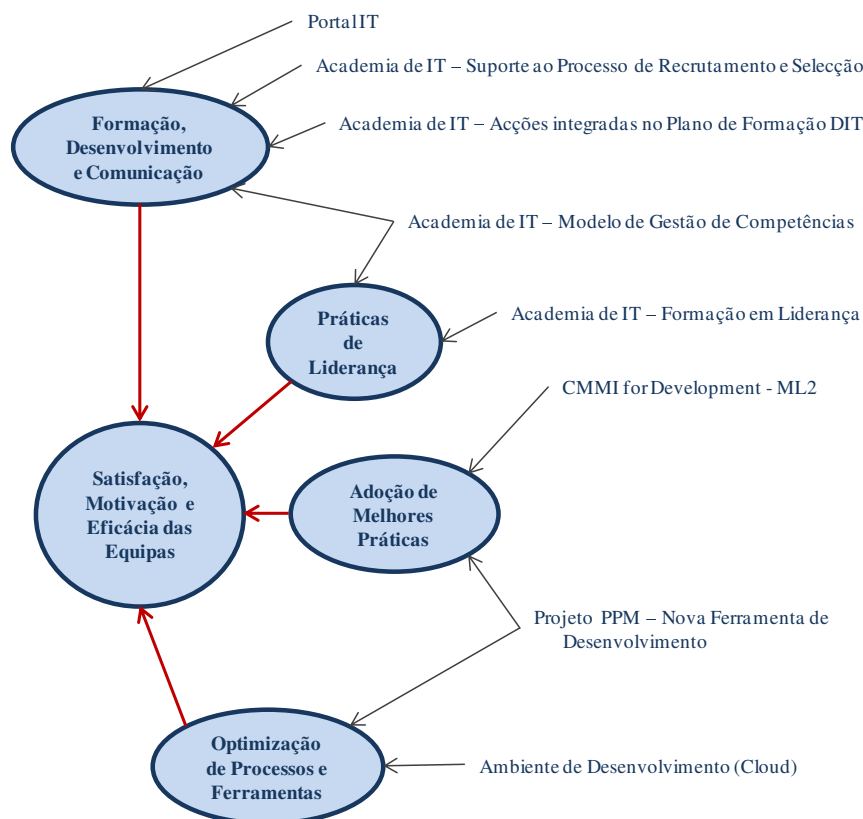 Portal IT
Academia de IT – Suporte ao Processo de Recrutamento e Selecção
Formação,
Desenvolvimento
e Comunicação
Academia de IT – Acções integradas no Plano de Formação DIT
Academia de IT – Modelo de Gestão de Competências
Práticas
de
Liderança
Academia de IT – Formação em Liderança
CMMI for Development - ML2
Satisfação,
Motivação e
Eficácia das
Equipas
Adoção de
Melhores
Práticas
Projeto PPM – Nova Ferramenta de
Desenvolvimento
Optimização
de Processos e
Ferramentas
Ambiente de Desenvolvimento (Cloud)